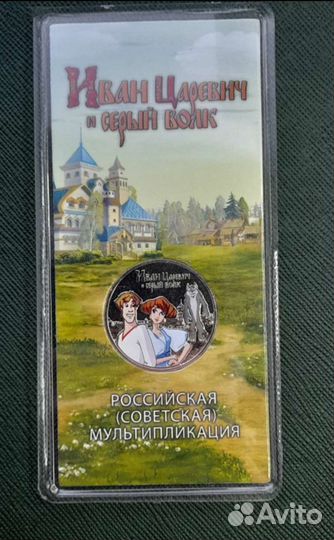 Иван Царевич
и серый волк
Иван Царевич
и серый волк
РОССИЙСКАЯ
(СОВЕТСКАЯ)
МУЛЬТИПЛИКАЦИЯ
Avito